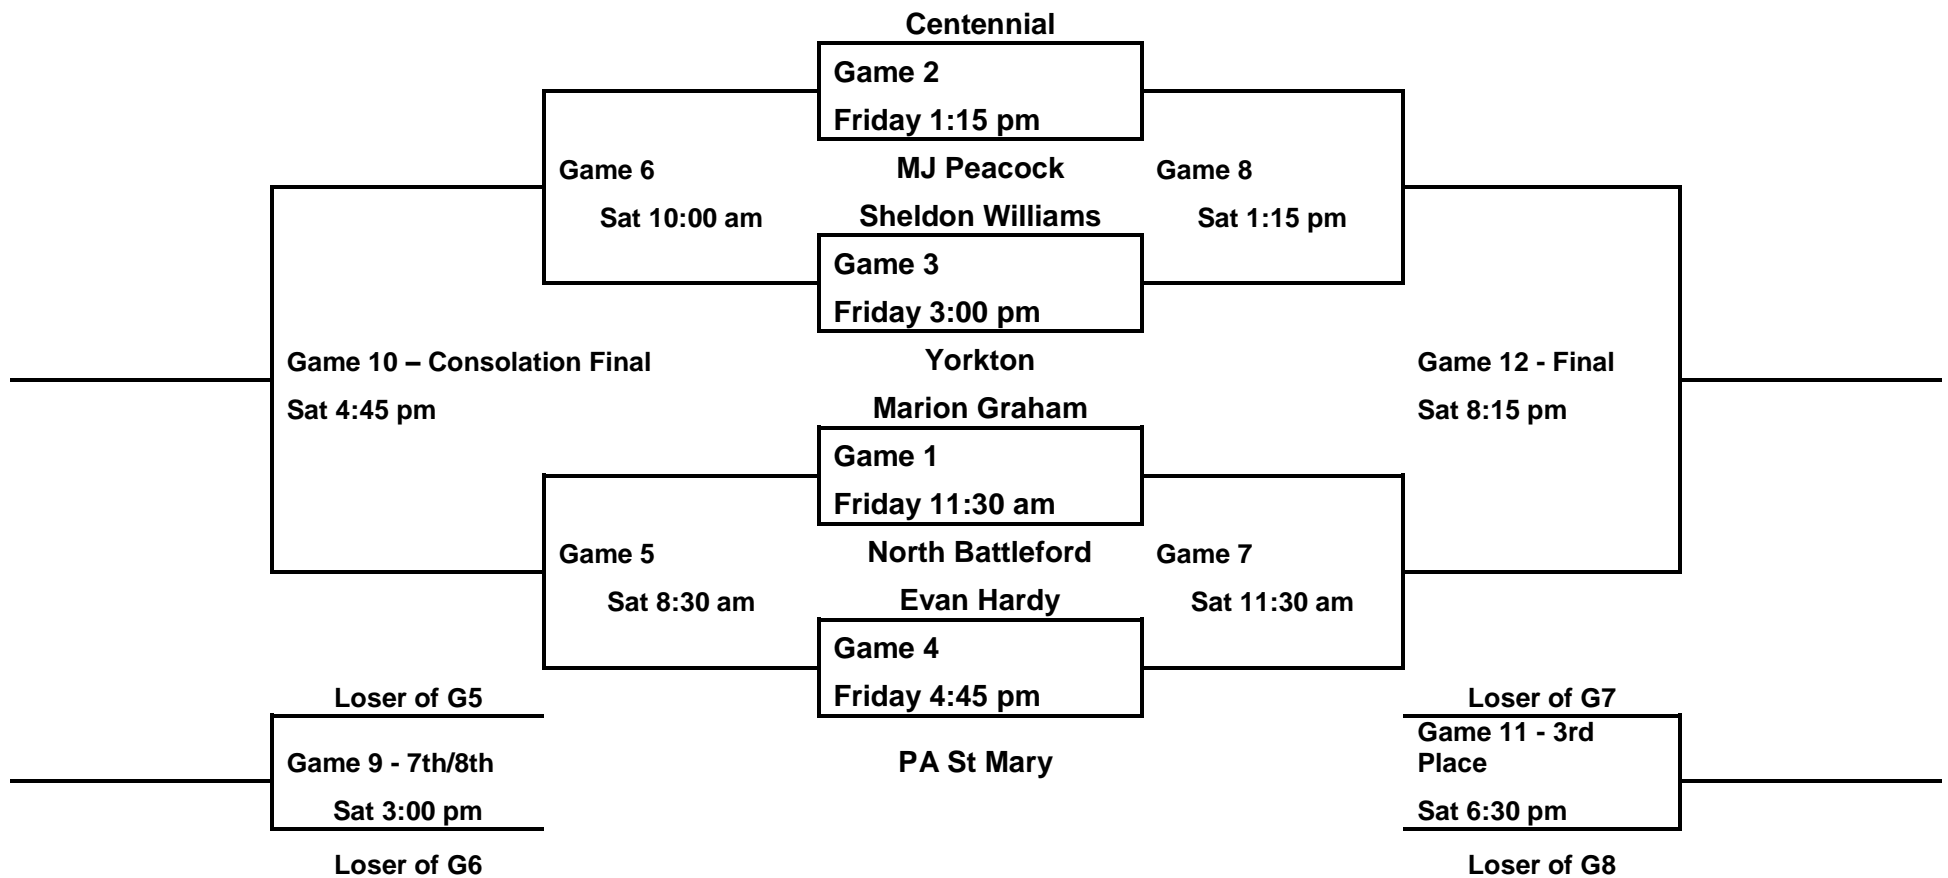 Centennial
Game 2
Friday 1:15 pm
Game 6
MJ Peacock
Game 8
Sat 10:00 am
Sheldon Williams
Sat 1:15 pm
Game 3
Friday 3:00 pm
Game 10 – Consolation Final
Yorkton
Game 12 - Final
Sat 4:45 pm
Marion Graham
Sat 8:15 pm
Game 1
Friday 11:30 am
Game 5
North Battleford
Game 7
Sat 8:30 am
Evan Hardy
Sat 11:30 am
Game 4
Friday 4:45 pm
Loser of G5
Loser of G7
Game 9 - 7th/8th
PA St Mary
Game 11 - 3rd
Place
Sat 3:00 pm
Sat 6:30 pm
Loser of G6
Loser of G8